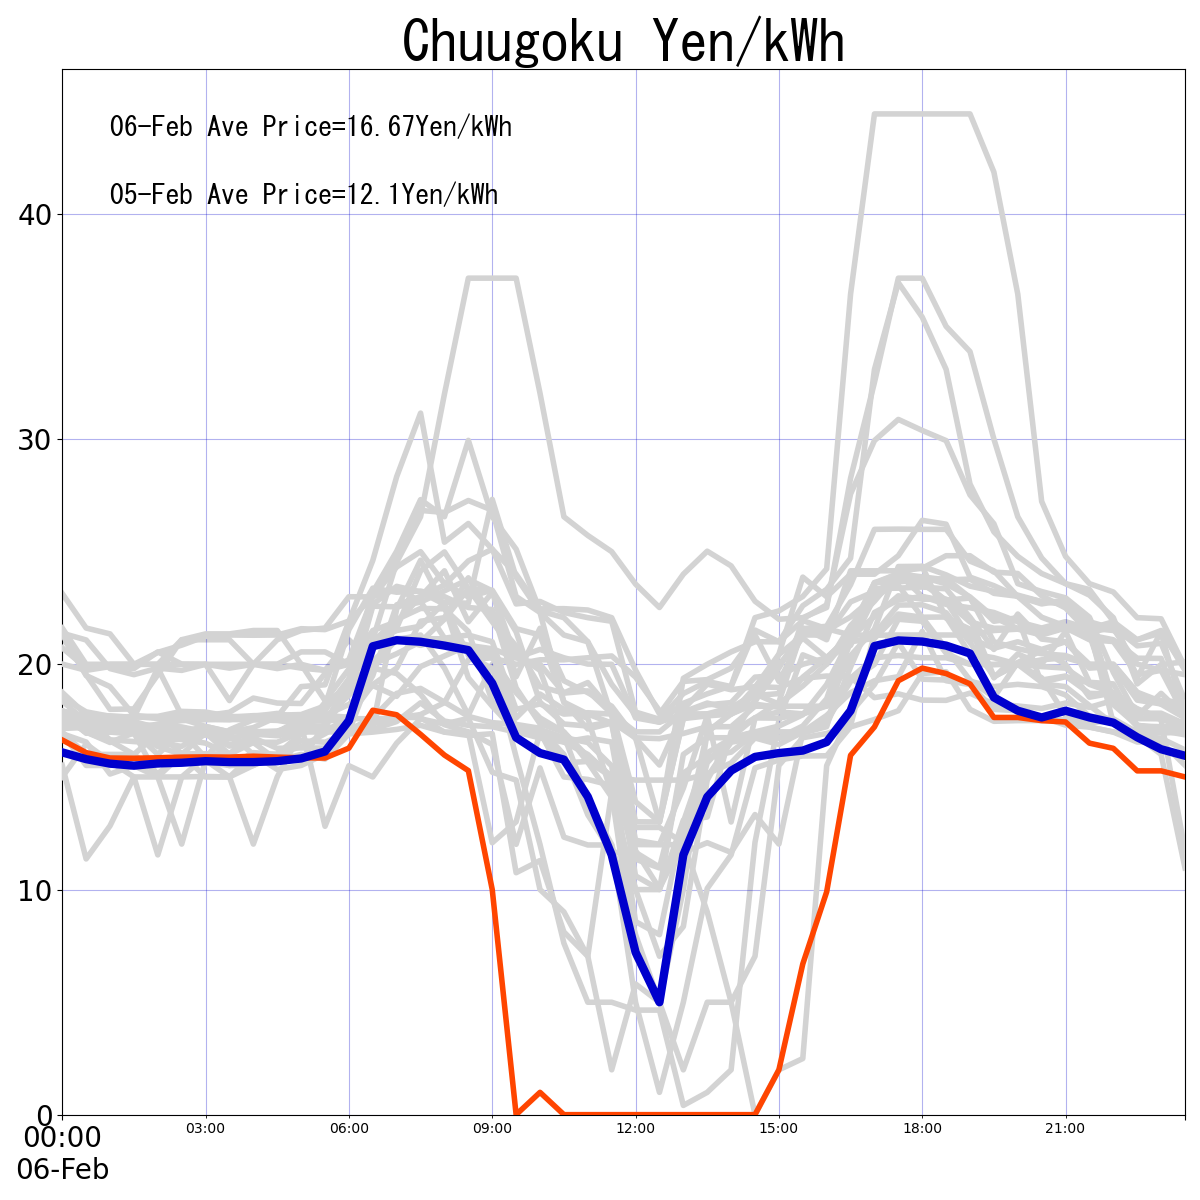 Chuugoku Yen/kWh
06-Feb Ave Price=16.67Yen/kWh
05-Feb Ave Price=12.1Yen/kWh
40
30
20
10
0
00:00 03:00 06:00 09:00 12:00 15:00 18:00 21:00
06-Feb